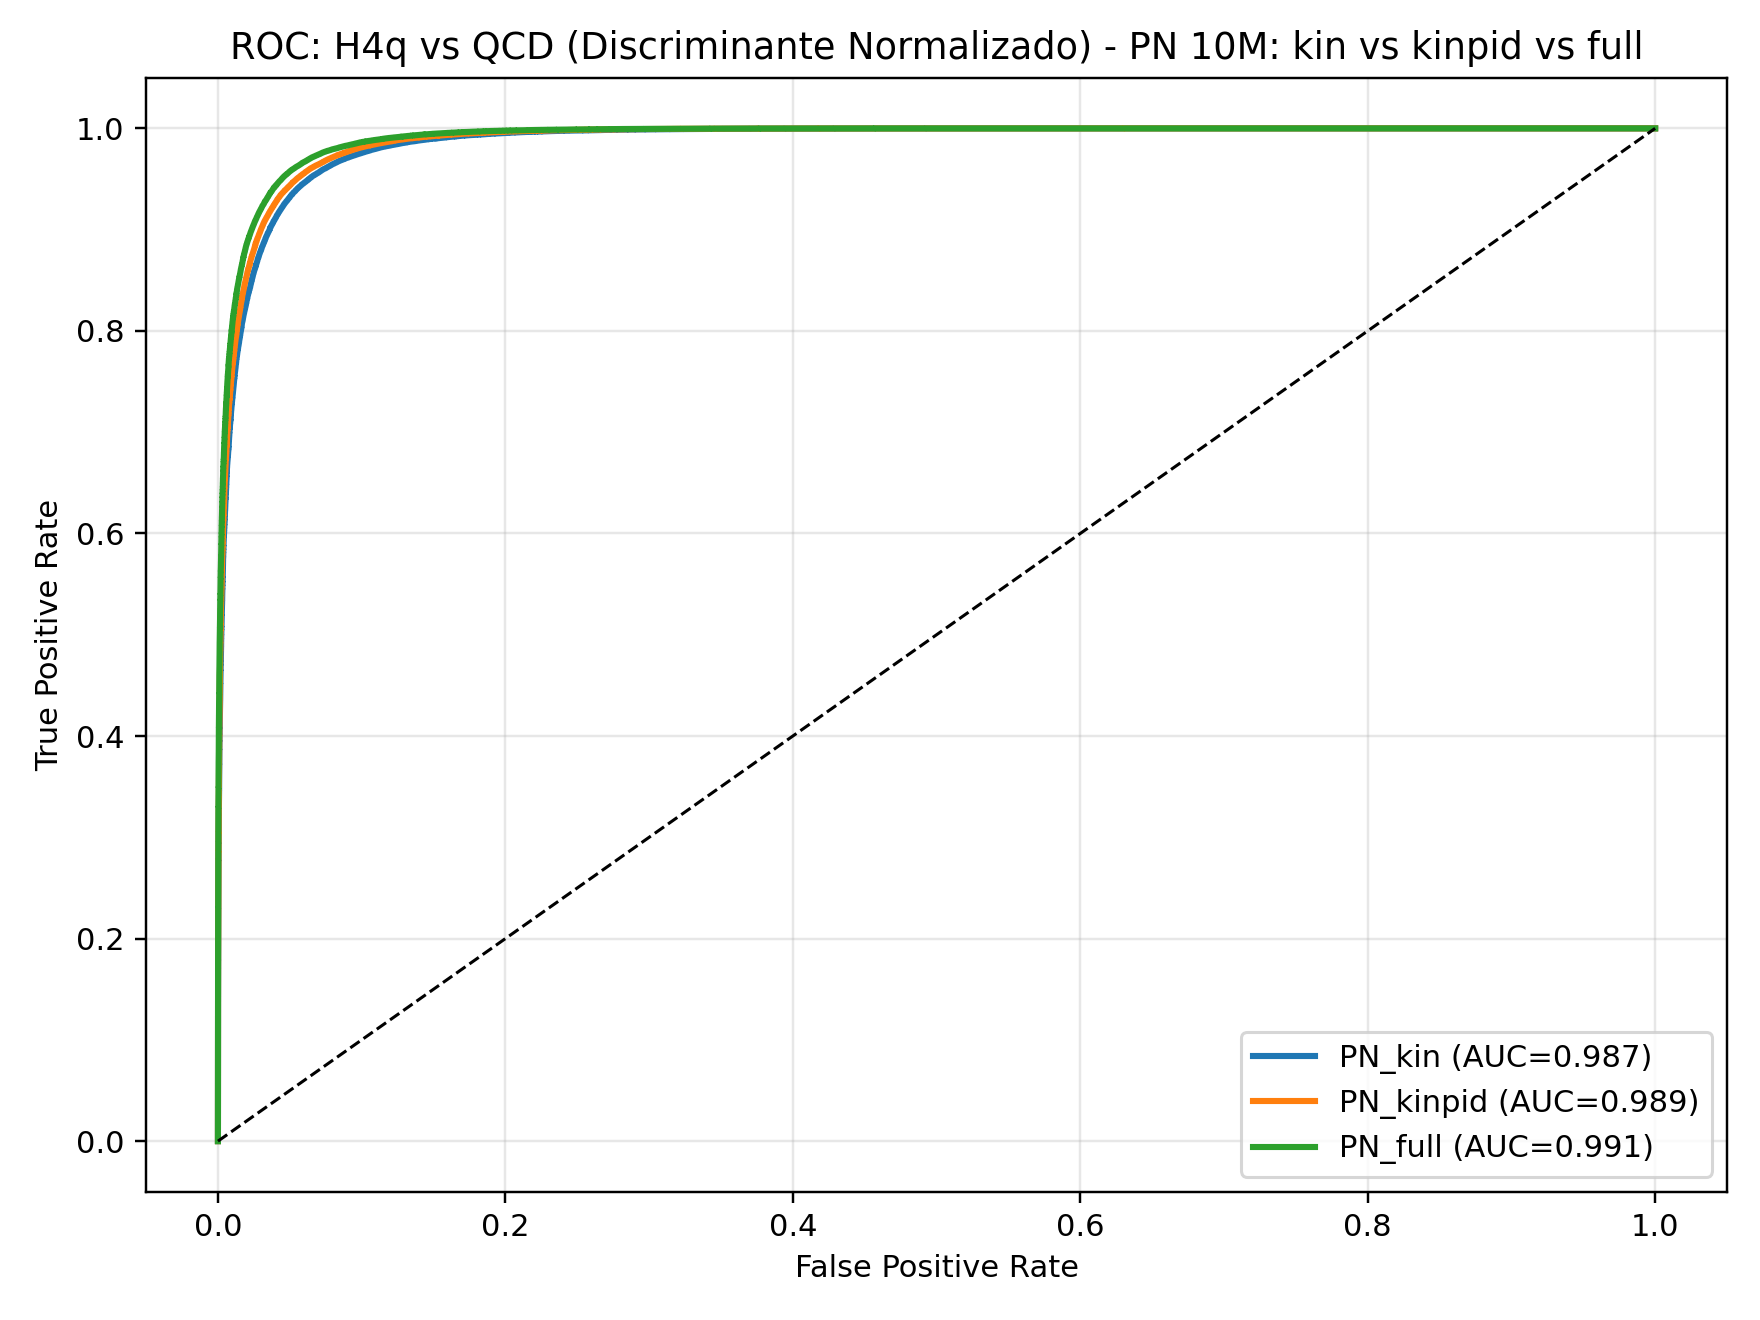 ROC: H4q vs QCD (Discriminante Normalizado) - PN 10M: kin vs kinpid vs full
1.0
0.8
0.6
0.4
0.2
0.0
True Positive Rate
PN_kin (AUC=0.987)
PN_kinpid (AUC=0.989)
PN_full (AUC=0.991)
0.0 0.2 0.4 0.6 0.8 1.0
False Positive Rate